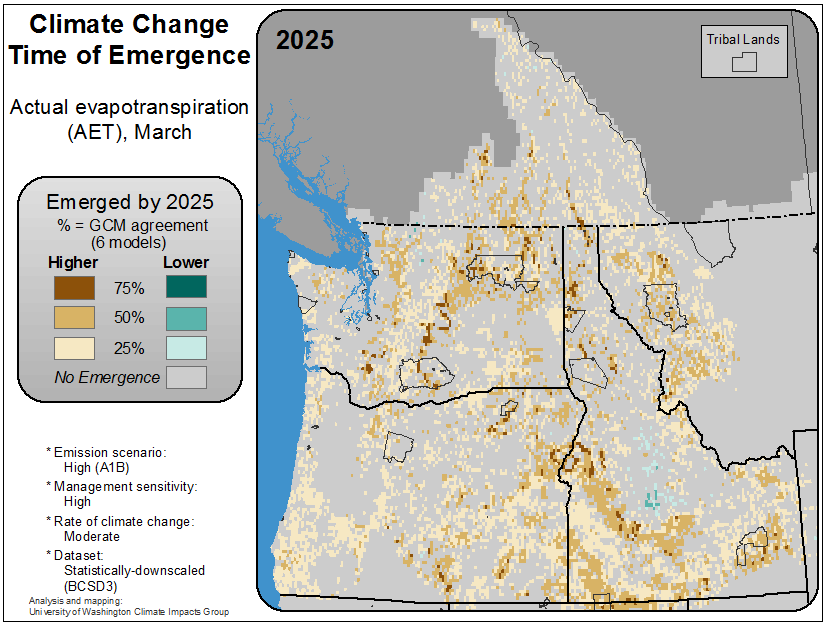 Climate Change
Time of Emergence
Actual evapotranspiration
(AET), March
2025
Tribal Lands
Emerged by 2025
% = GCM agreement
(6 models)
Higher Lower
75%
50%
25%
No Emergence
* Emission scenario:
High (A1B)
* Management sensitivity:
High
* Rate of climate change:
Moderate
* Dataset:
Statistically-downscaled
(BCSD3)
Analysis and mapping:
University of Washington Climate Impacts Group